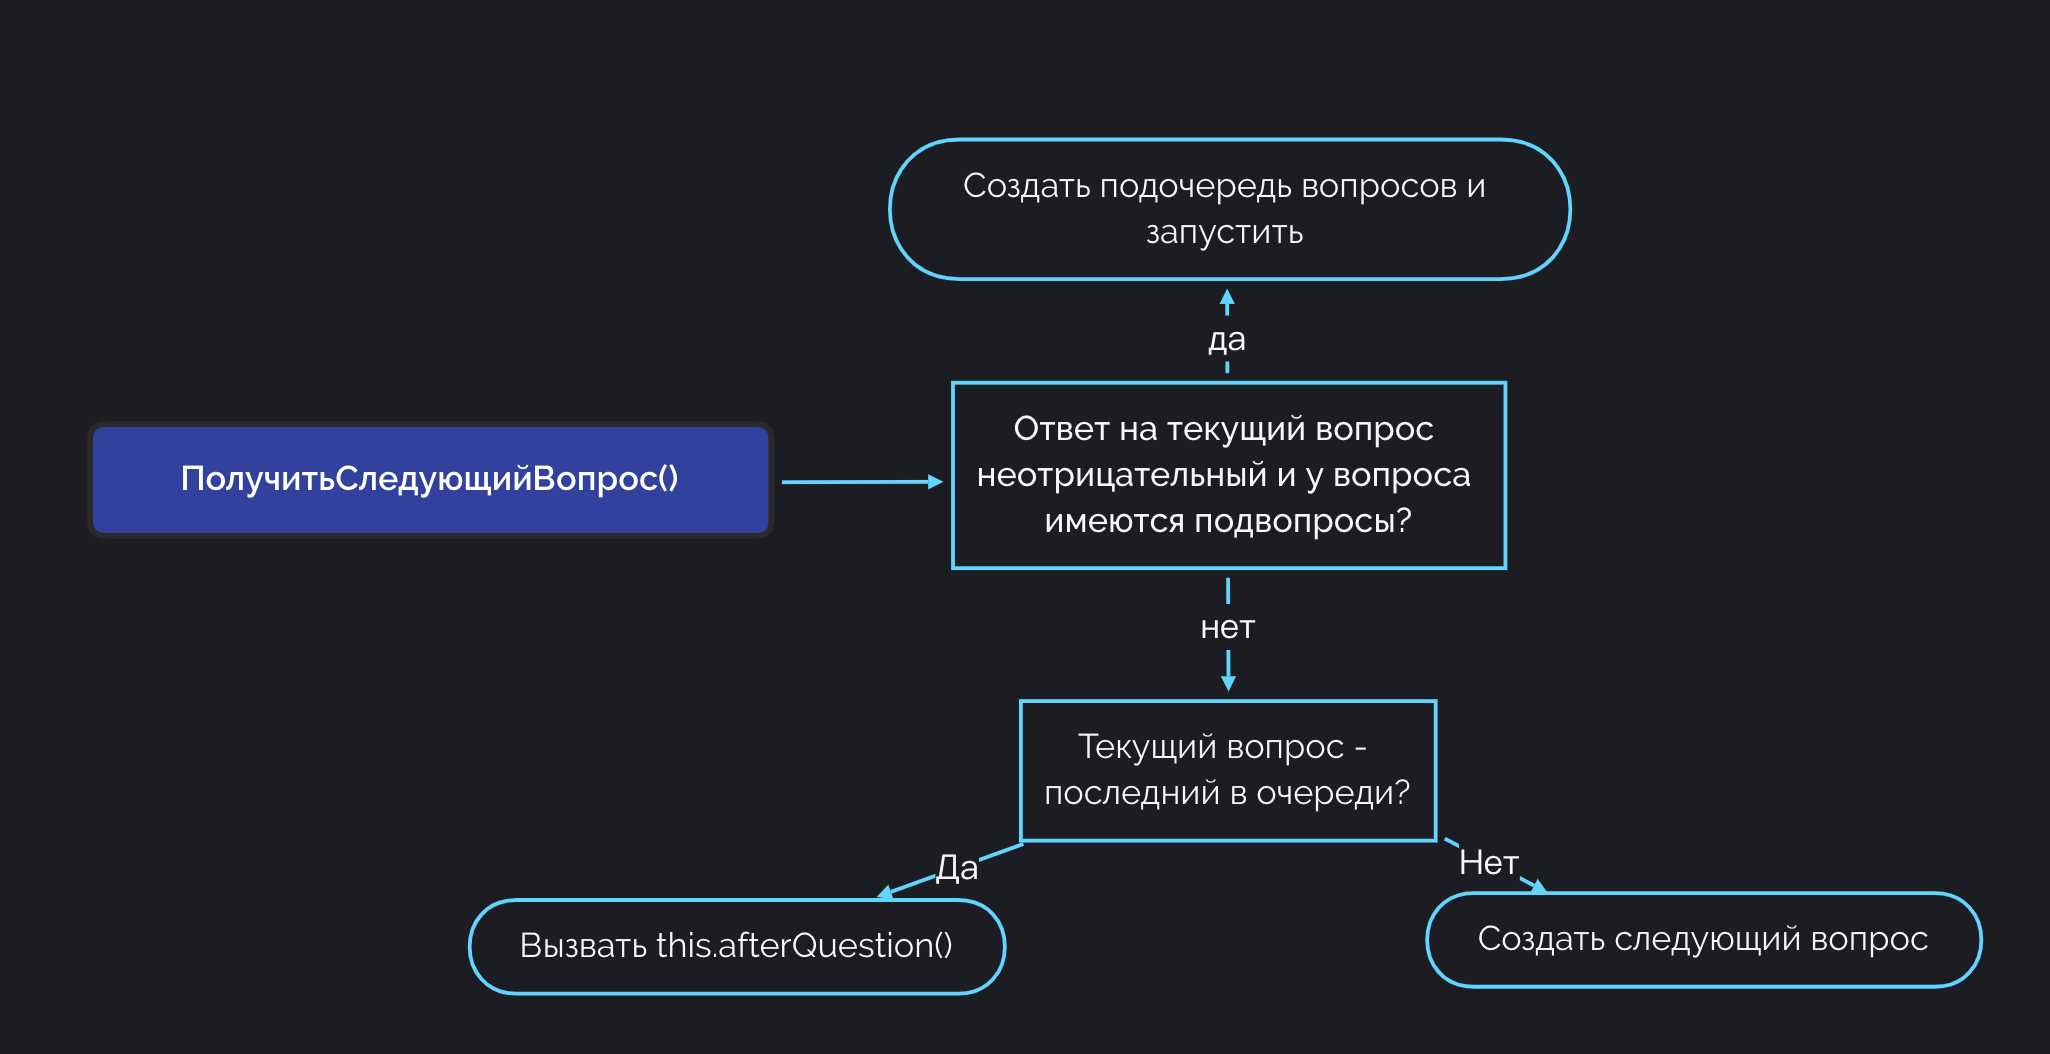 Создать подочередь вопросов и
запустить
да
ПолучитьСледующийВопрос()
Ответ на текущий вопрос
неотрицательный и у вопроса
имеются подвопросы?
нет
Текущий вопрос -
последний в очереди?
Да
Нет
Вызвать this.afterQuestion()
Создать следующий вопрос